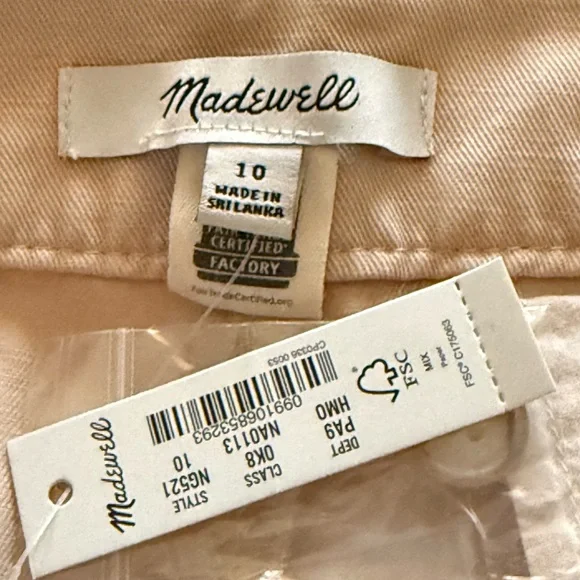 Madewell
10
MADE IN
SRI LANKA
FAIR TRADE
CERTIFIED
FACTORY
FairTradeCertified.org
Madewell
DEPT CLASS STYLE
PA9 0K8 NG521
HM0 NA0113 10
0991068853293
CP0336 0053
FSC
MIX
Paper
FSC® C175063